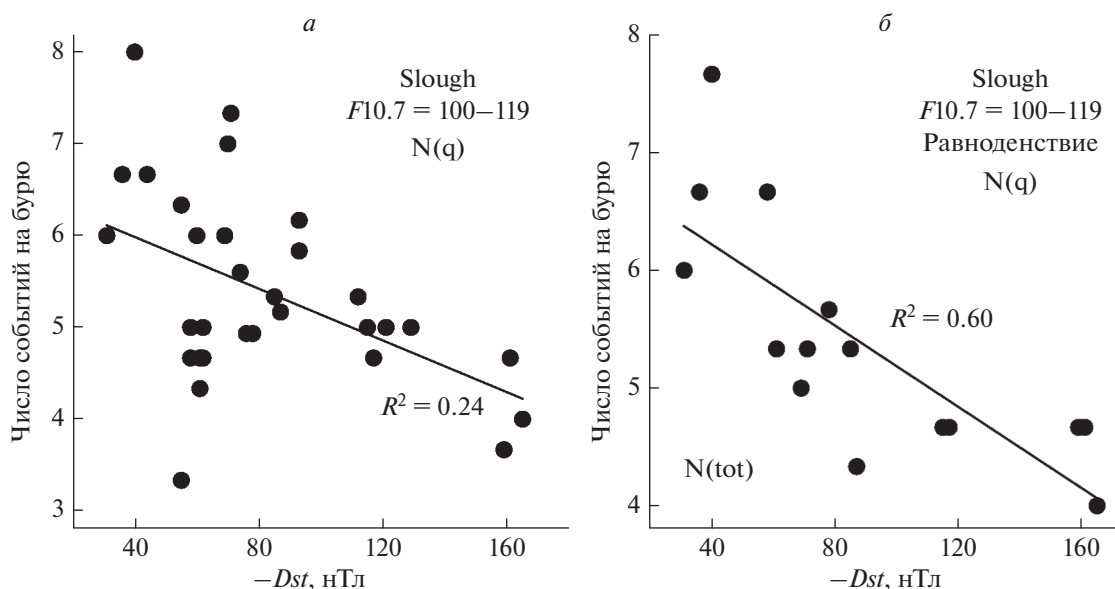 а
8
7
6
5
4
3
Число событий на бурю
Slough
F10.7 = 100–119
N(q)
R² = 0.24
40
80
120
160
–Dst, нТл
б
8
7
6
5
4
Число событий на бурю
Slough
F10.7 = 100–119
Равноденствие
N(q)
R² = 0.60
N(tot)
40
80
120
160
–Dst, нТл